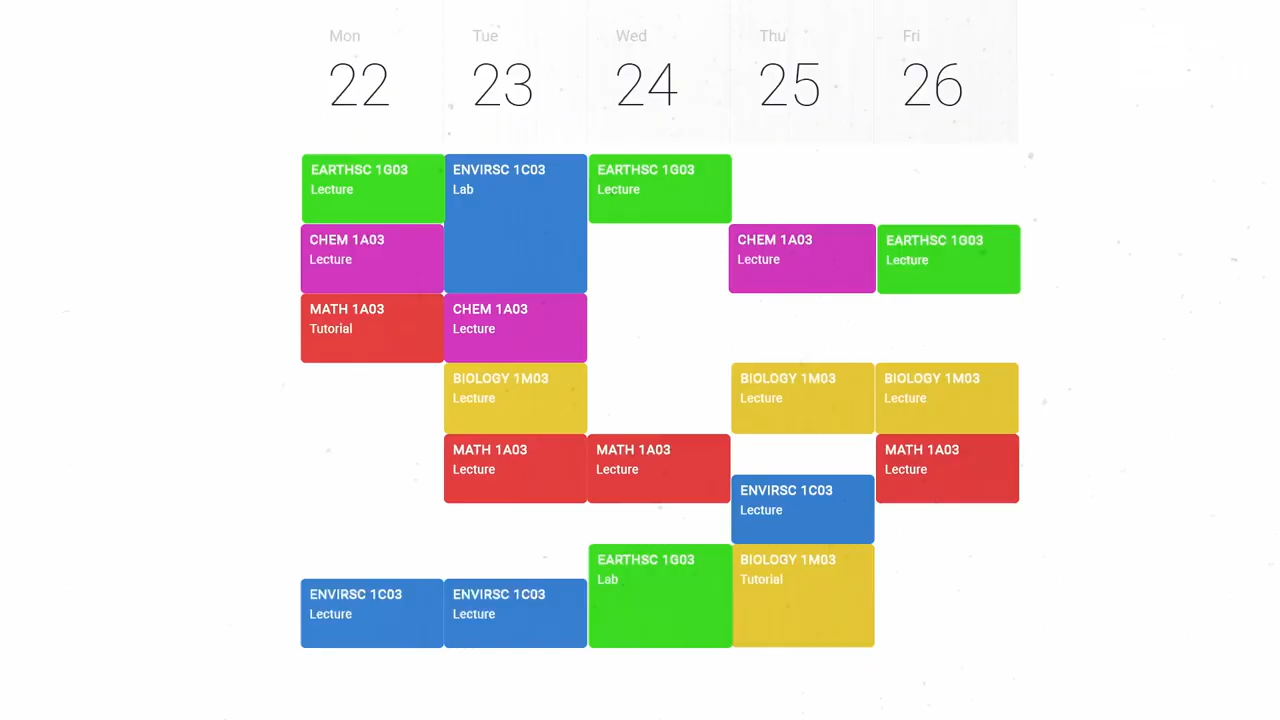 Mon
22
Tue
23
Wed
24
Thu
25
Fri
26
EARTHSC 1G03
Lecture
CHEM 1A03
Lecture
MATH 1A03
Tutorial
ENVIRSC 1C03
Lecture
ENVIRSC 1C03
Lab
CHEM 1A03
Lecture
BIOLOGY 1M03
Lecture
MATH 1A03
Lecture
ENVIRSC 1C03
Lecture
EARTHSC 1G03
Lecture
MATH 1A03
Lecture
EARTHSC 1G03
Lab
CHEM 1A03
Lecture
BIOLOGY 1M03
Lecture
ENVIRSC 1C03
Lecture
BIOLOGY 1M03
Tutorial
EARTHSC 1G03
Lecture
BIOLOGY 1M03
Lecture
MATH 1A03
Lecture